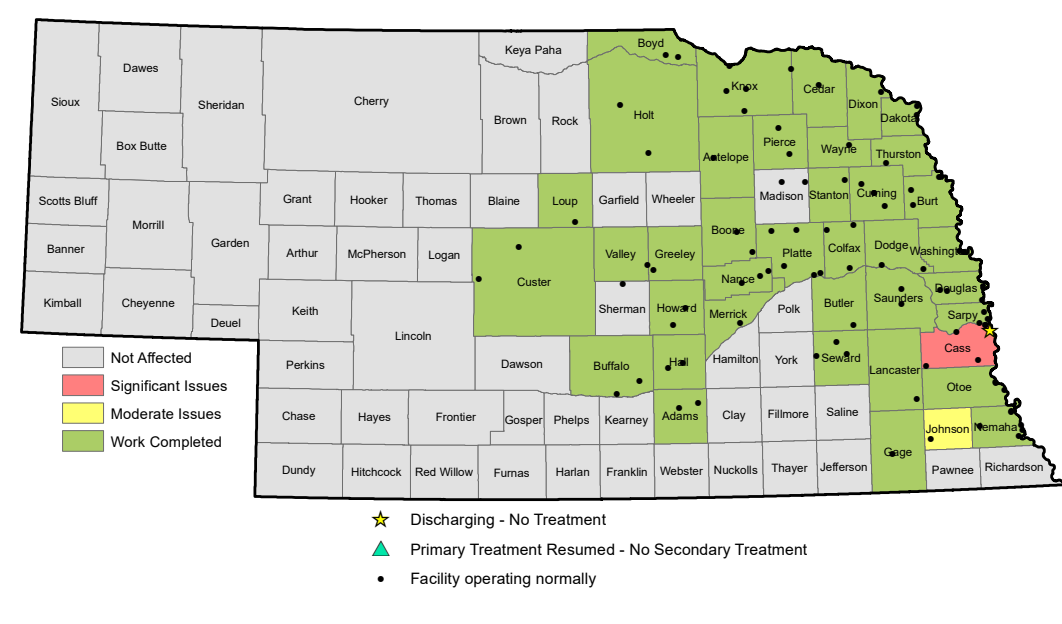 Keya Paha
Boyd
Dawes
Sioux
Sheridan
Cherry
Knox
Cedar
Dixon
Dakota
Brown
Rock
Holt
Box Butte
Antelope
Pierce
Wayne
Thurston
Scotts Bluff
Grant
Hooker
Thomas
Blaine
Loup
Garfield
Wheeler
Madison
Stanton
Cuming
Burt
Morrill
Banner
Garden
Arthur
McPherson
Logan
Custer
Valley
Greeley
Boone
Platte
Colfax
Dodge
Washington
Kimball
Cheyenne
Deuel
Keith
Lincoln
Sherman
Howard
Nance
Merrick
Polk
Butler
Saunders
Douglas
Sarpy
Perkins
Dawson
Buffalo
Hall
Hamilton
York
Seward
Lancaster
Cass
Otoe
Chase
Hayes
Frontier
Gosper
Phelps
Kearney
Adams
Clay
Fillmore
Saline
Johnson
Nemaha
Dundy
Hitchcock
Red Willow
Furnas
Harlan
Franklin
Webster
Nuckolls
Thayer
Jefferson
Gage
Pawnee
Richardson
Not Affected
Significant Issues
Moderate Issues
Work Completed
Discharging - No Treatment
Primary Treatment Resumed - No Secondary Treatment
Facility operating normally